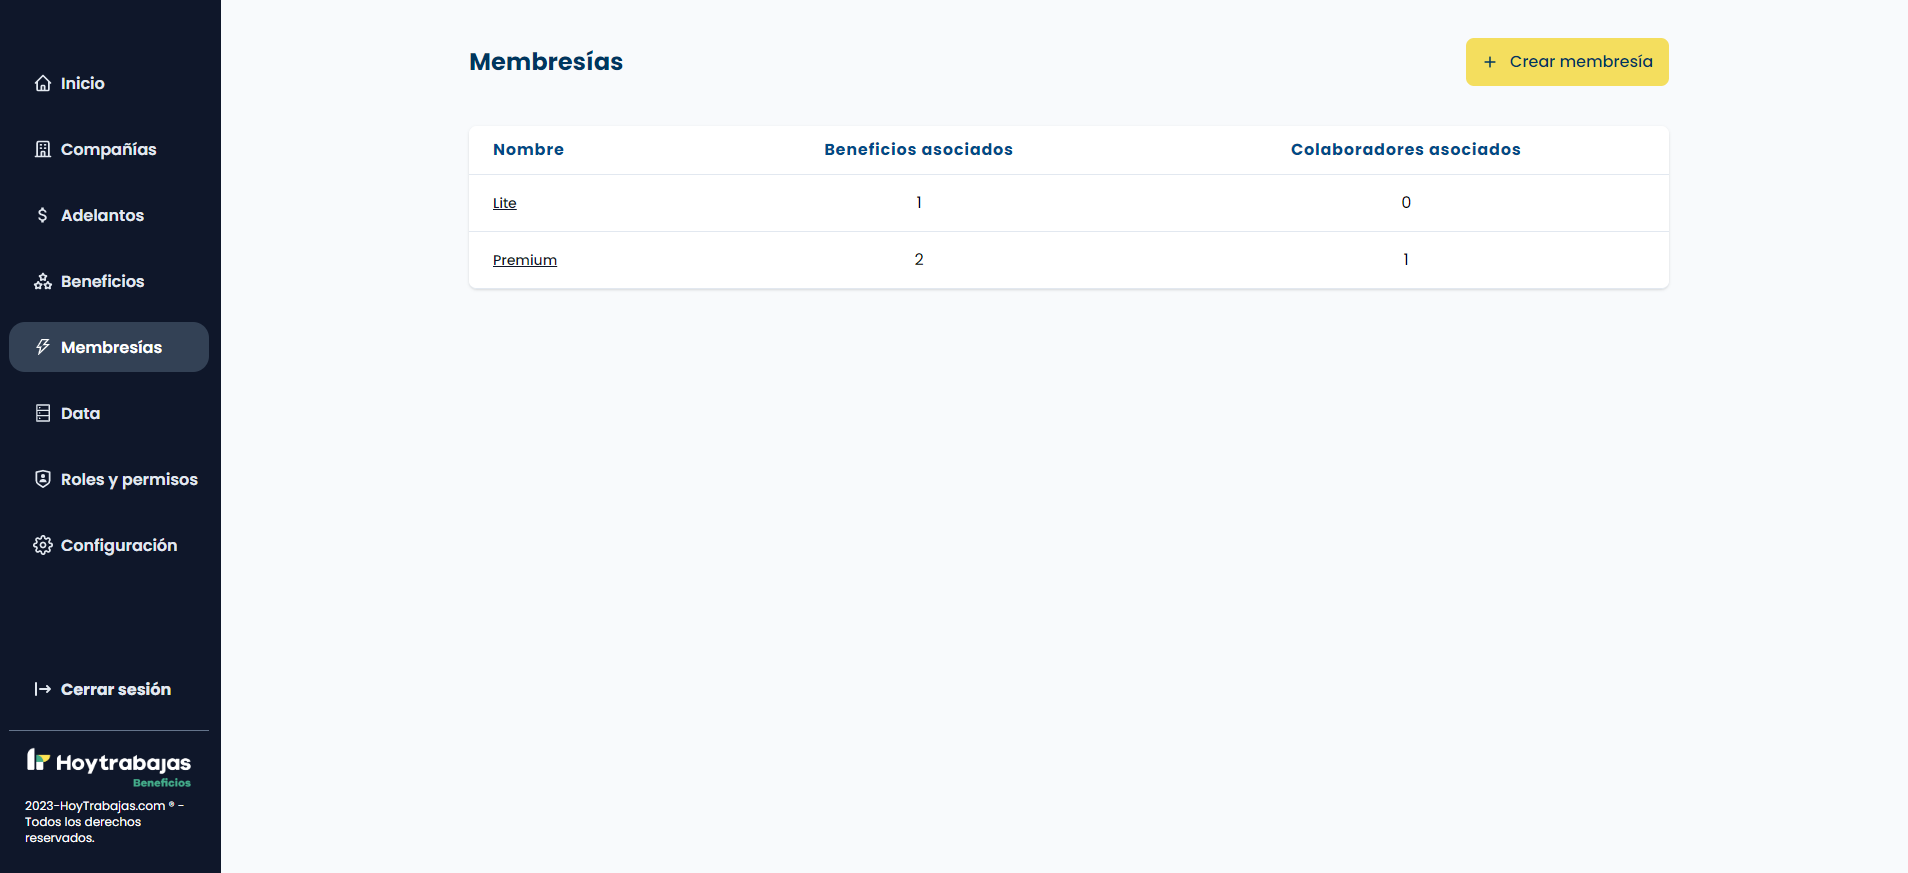 Inicio
Compañías
Adelantos
Beneficios
Membresías
Data
Roles y permisos
Configuración
Cerrar sesión
Hoytrabajas
Beneficios
2023-HoyTrabajas.com ® -
Todos los derechos
reservados.
Membresías
+ Crear membresía
Nombre Beneficios asociados Colaboradores asociados
Lite 1 0
Premium 2 1